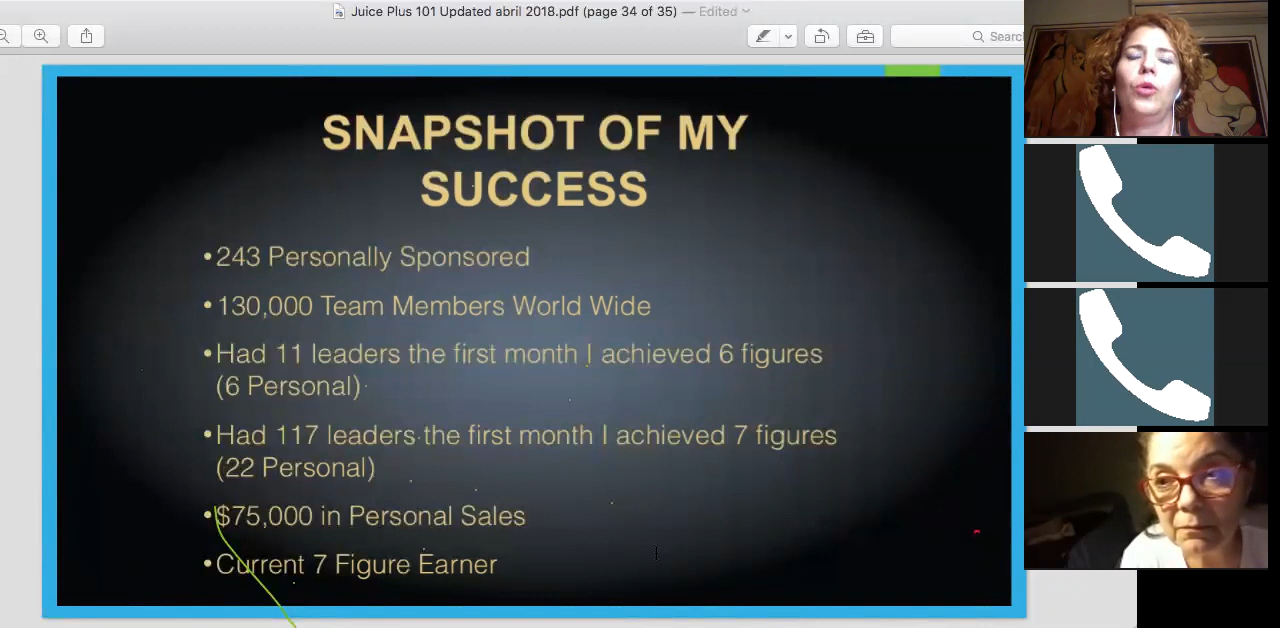 Juice Plus 101 Updated abril 2018.pdf (page 34 of 35) — Edited
Search
SNAPSHOT OF MY
SUCCESS
•243 Personally Sponsored
•130,000 Team Members World Wide
•Had 11 leaders the first month I achieved 6 figures
(6 Personal)
•Had 117 leaders the first month I achieved 7 figures
(22 Personal)
•$75,000 in Personal Sales
•Current 7 Figure Earner